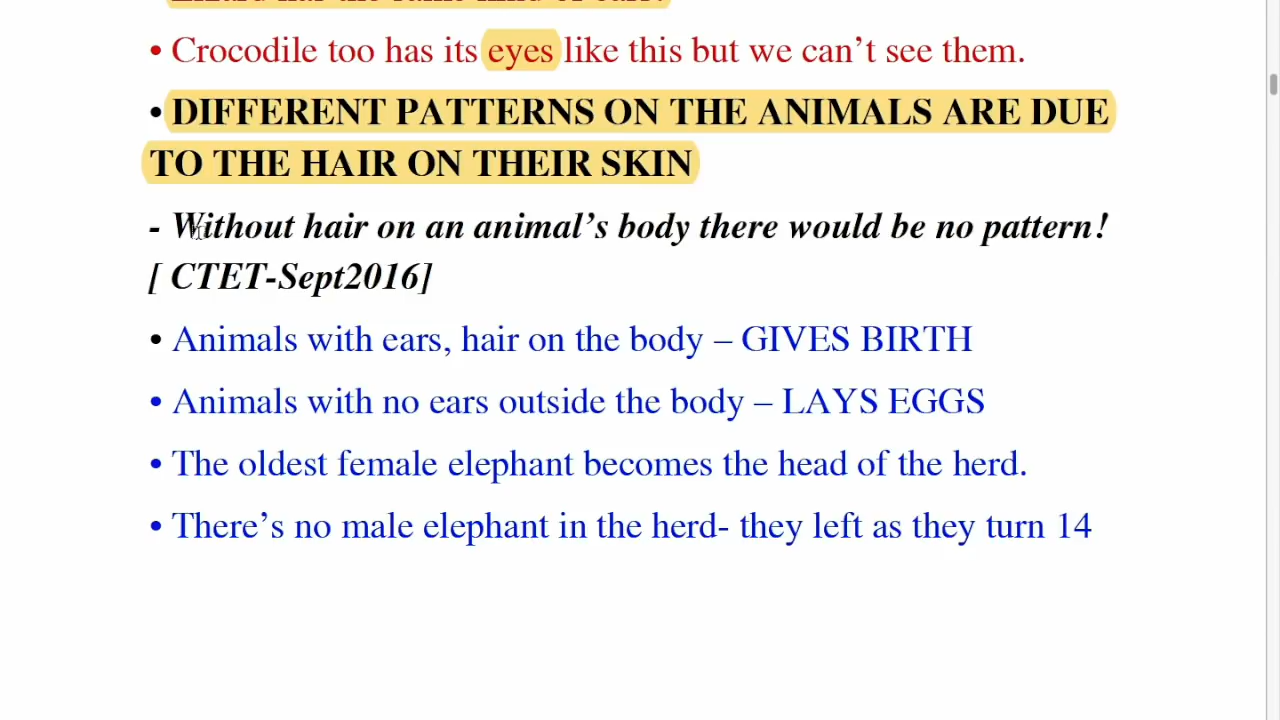 • Crocodile too has its eyes like this but we can’t see them.
• DIFFERENT PATTERNS ON THE ANIMALS ARE DUE
TO THE HAIR ON THEIR SKIN
- Without hair on an animal’s body there would be no pattern!
[ CTET-Sept2016]
• Animals with ears, hair on the body – GIVES BIRTH
• Animals with no ears outside the body – LAYS EGGS
• The oldest female elephant becomes the head of the herd.
• There’s no male elephant in the herd- they left as they turn 14